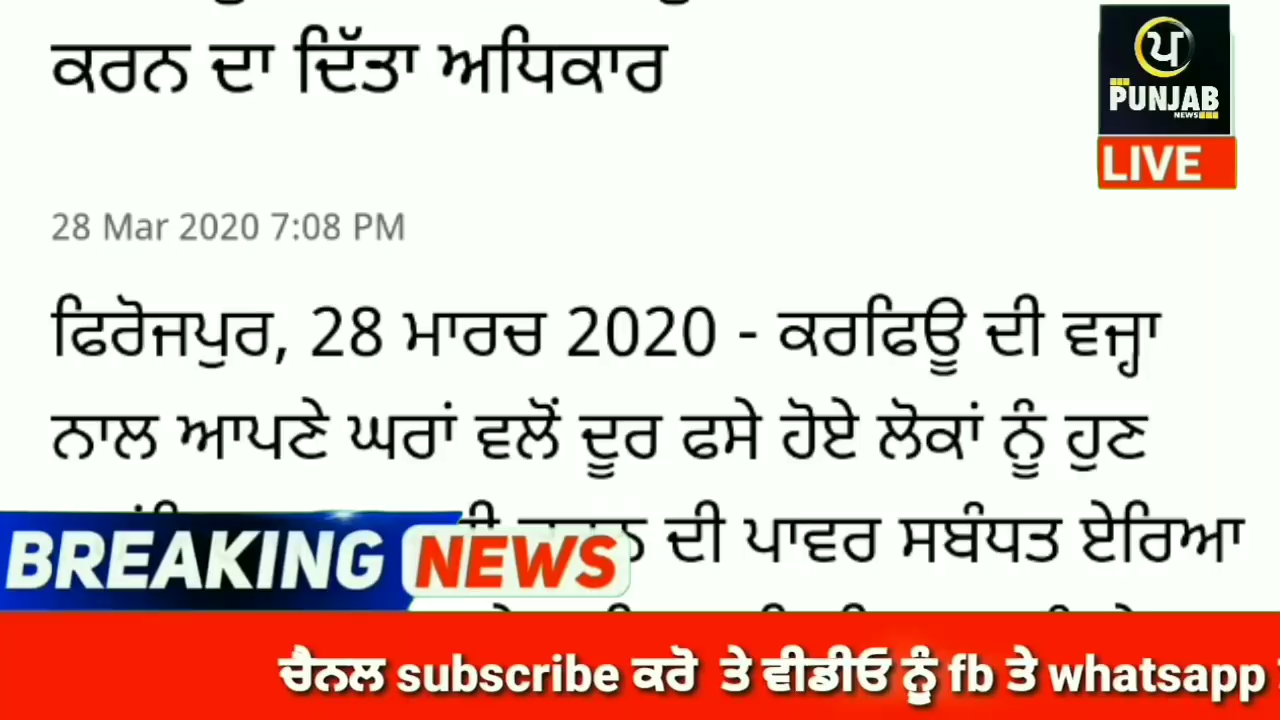 ਕਰਨ ਦਾ ਦਿੱਤਾ ਅਧਿਕਾਰ
ਪ
PUNJAB
NEWS
LIVE
28 Mar 2020 7:08 PM
ਫਿਰੋਜਪੁਰ, 28 ਮਾਰਚ 2020 - ਕਰਫਿਊ ਦੀ ਵਜ੍ਹਾ
ਨਾਲ ਆਪਣੇ ਘਰਾਂ ਵਲੋਂ ਦੂਰ ਫਸੇ ਹੋਏ ਲੋਕਾਂ ਨੂੰ ਹੁਣ
ਦੀ ਪਾਵਰ ਸਬੰਧਤ ਏਰਿਆ
BREAKING NEWS
ਚੈਨਲ subscribe ਕਰੋ ਤੇ ਵੀਡੀਓ ਨੂੰ fb ਤੇ whatsapp